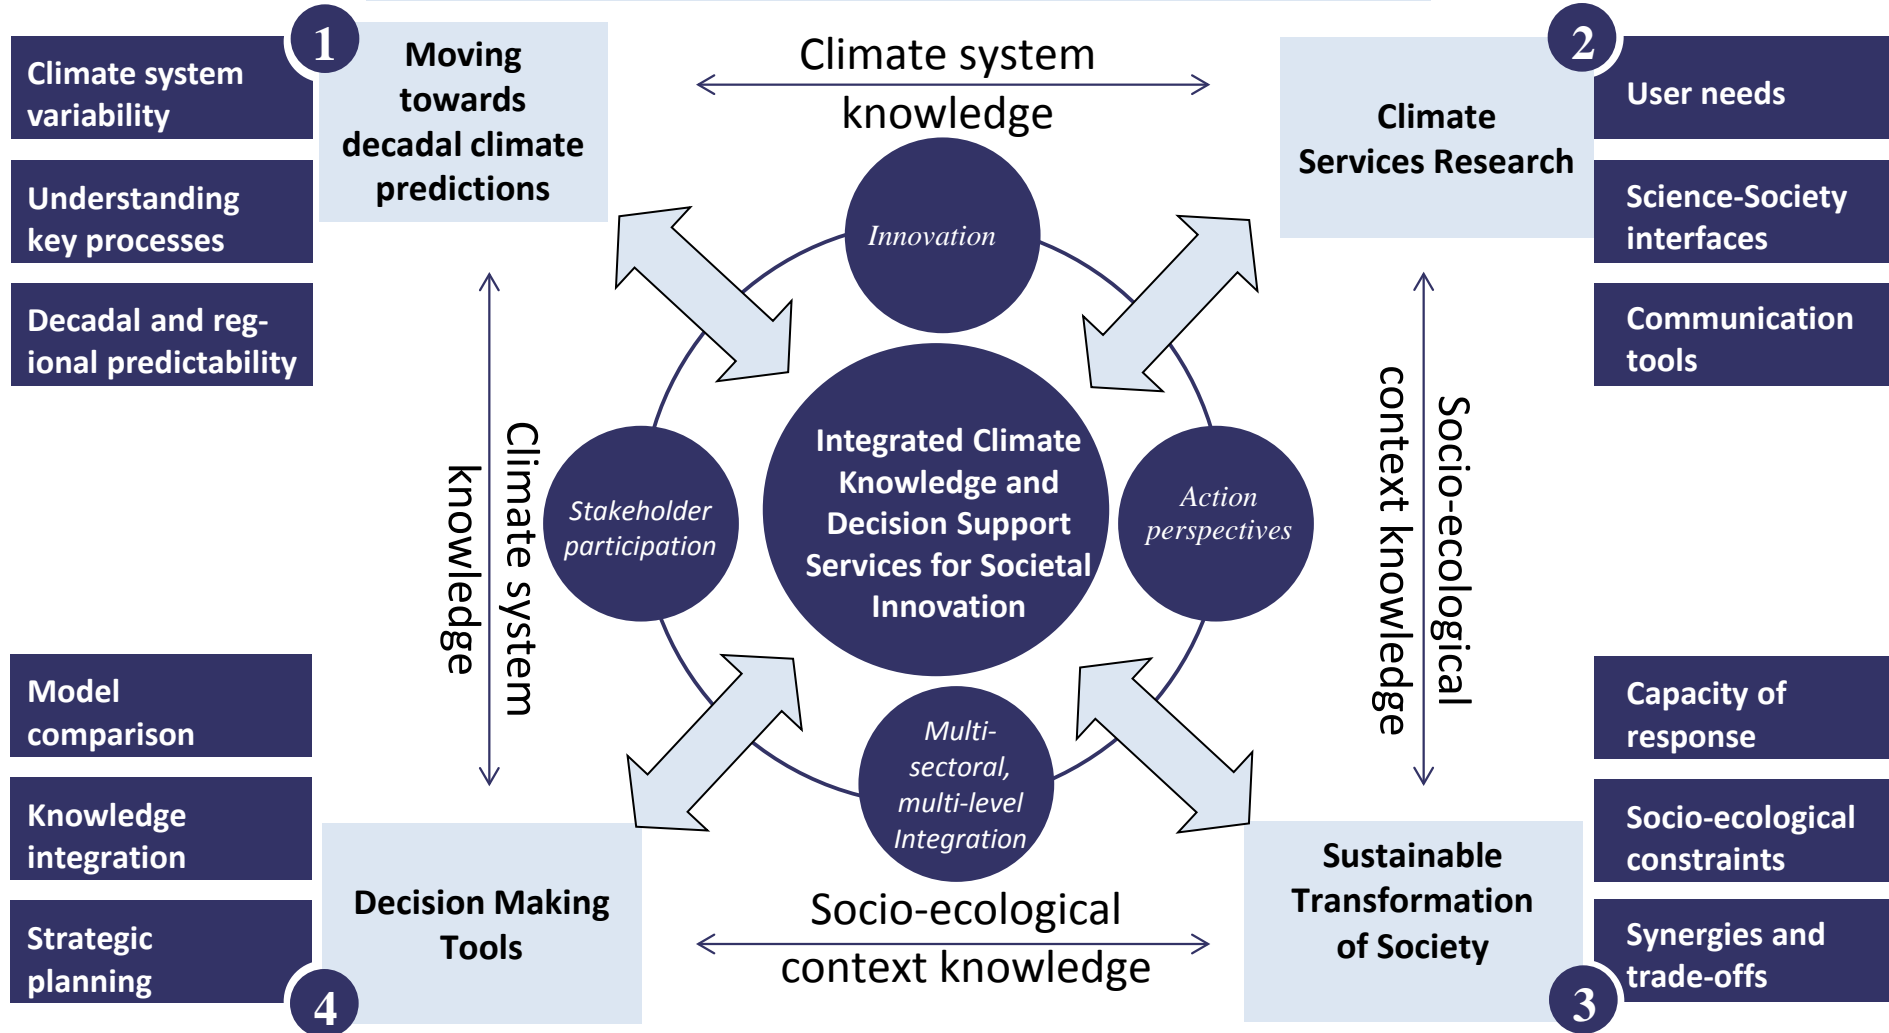 1
Climate system
variability
Understanding
key processes
Decadal and reg-
ional predictability
Moving
towards
decadal climate
predictions
Climate system
knowledge
2
Climate
Services Research
User needs
Science-Society
interfaces
Communication
tools
Innovation
Climate system
knowledge
Stakeholder
participation
Integrated Climate
Knowledge and
Decision Support
Services for Societal
Innovation
Action
perspectives
Socio-ecological
context knowledge
Multi-
sectoral,
multi-level
Integration
Model
comparison
Knowledge
integration
Strategic
planning
4
Decision Making
Tools
Socio-ecological
context knowledge
Sustainable
Transformation
of Society
3
Capacity of
response
Socio-ecological
constraints
Synergies and
trade-offs